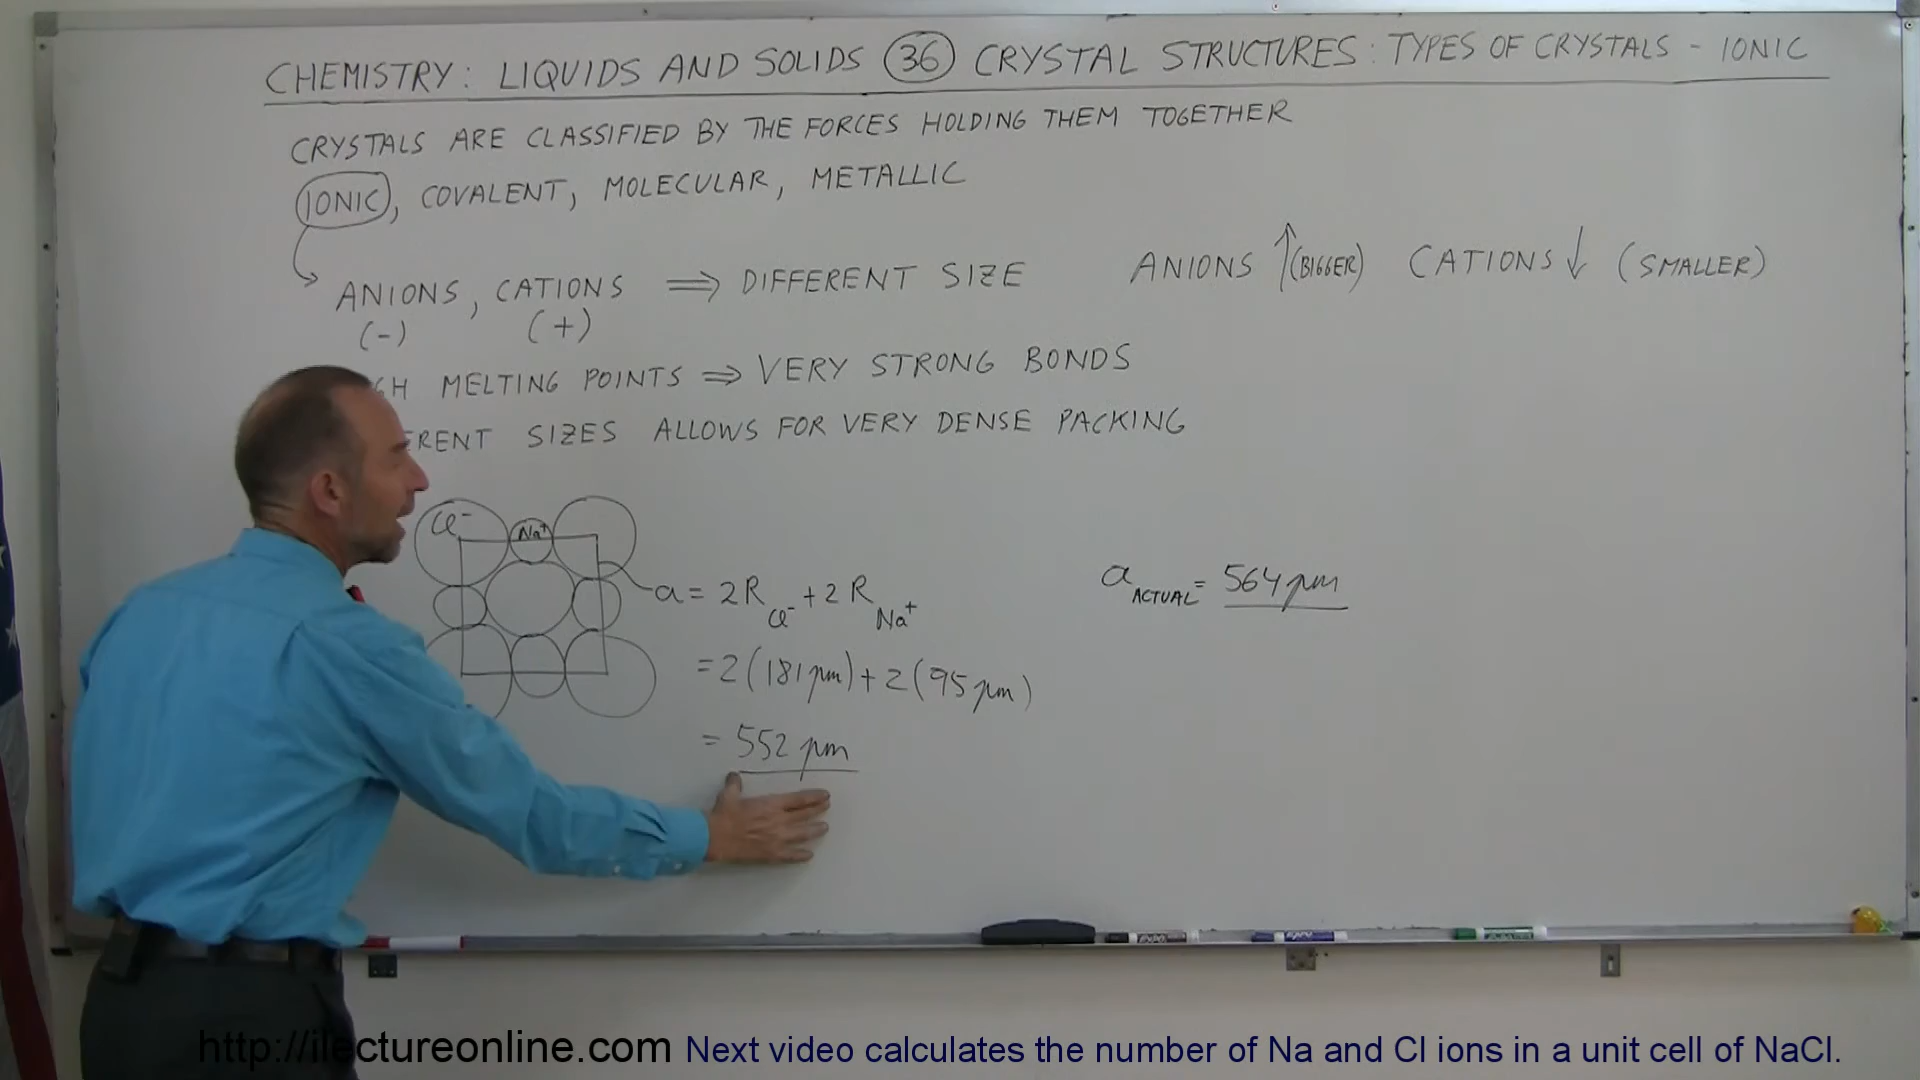 CHEMISTRY: LIQUIDS AND SOLIDS 36 CRYSTAL STRUCTURES: TYPES OF CRYSTALS - IONIC
CRYSTALS ARE CLASSIFIED BY THE FORCES HOLDING THEM TOGETHER
IONIC, COVALENT, MOLECULAR, METALLIC
ANIONS, CATIONS ⇒ DIFFERENT SIZE ANIONS ↑ (BIGGER) CATIONS ↓ (SMALLER)
(-) (+)
MELTING POINTS ⇒ VERY STRONG BONDS
SIZES ALLOWS FOR VERY DENSE PACKING
Cl⁻ Na⁺
a = 2R Cl⁻ + 2R Na⁺ a ACTUAL = 564 pm
= 2(181 pm) + 2(95 pm)
= 552 pm
http://ilectureonline.com Next video calculates the number of Na and Cl ions in a unit cell of NaCl.